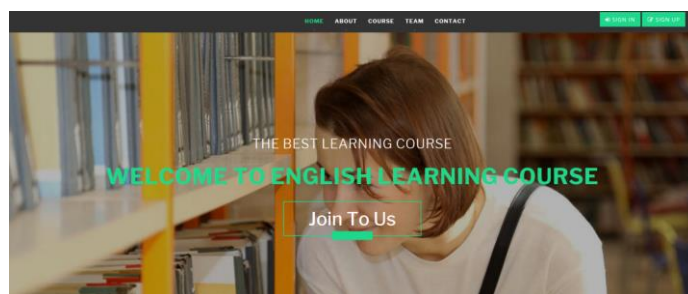 HOME ABOUT COURSE TEAM CONTACT
SIGN IN SIGN UP
THE BEST LEARNING COURSE
WELCOME TO ENGLISH LEARNING COURSE
Join To Us